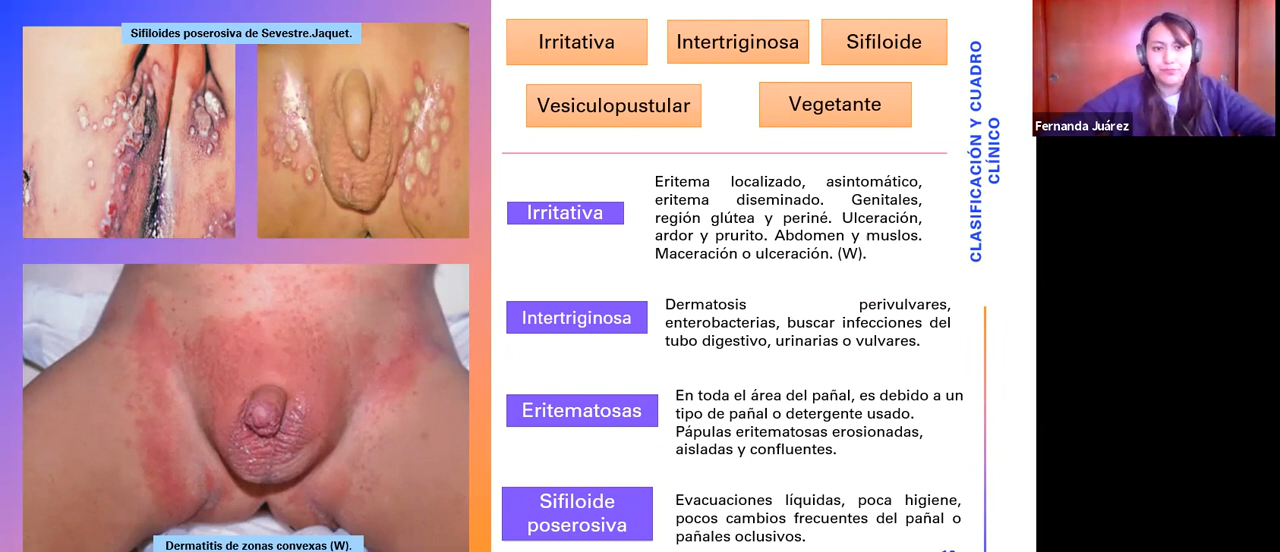 Sifiloides poserosiva de Sevestre.Jaquet.
Dermatitis de zonas convexas (W).
Irritativa
Intertriginosa
Sifiloide
Vesiculopustular
Vegetante
CLASIFICACIÓN Y CUADRO
CLÍNICO
Irritativa
Eritema localizado, asintomático,
eritema diseminado. Genitales,
región glútea y periné. Ulceración,
ardor y prurito. Abdomen y muslos.
Maceración o ulceración. (W).
Intertriginosa
Dermatosis perivulvares,
enterobacterias, buscar infecciones del
tubo digestivo, urinarias o vulvares.
Eritematosas
En toda el área del pañal, es debido a un
tipo de pañal o detergente usado.
Pápulas eritematosas erosionadas,
aisladas y confluentes.
Sifiloide
poserosiva
Evacuaciones líquidas, poca higiene,
pocos cambios frecuentes del pañal o
pañales oclusivos.
Fernanda Juárez